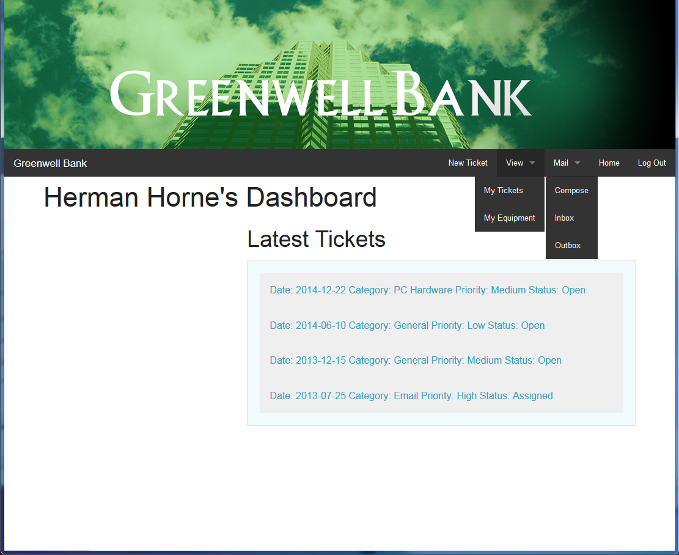 GREENWELL BANK
Greenwell Bank New Ticket View Mail Home Log Out
My Tickets Compose
My Equipment Inbox
Outbox
Herman Horne's Dashboard
Latest Tickets
Date: 2014-12-22 Category: PC Hardware Priority: Medium Status: Open
Date: 2014-06-10 Category: General Priority: Low Status: Open
Date: 2013-12-15 Category: General Priority: Medium Status: Open
Date: 2013-07-25 Category: Email Priority: High Status: Assigned